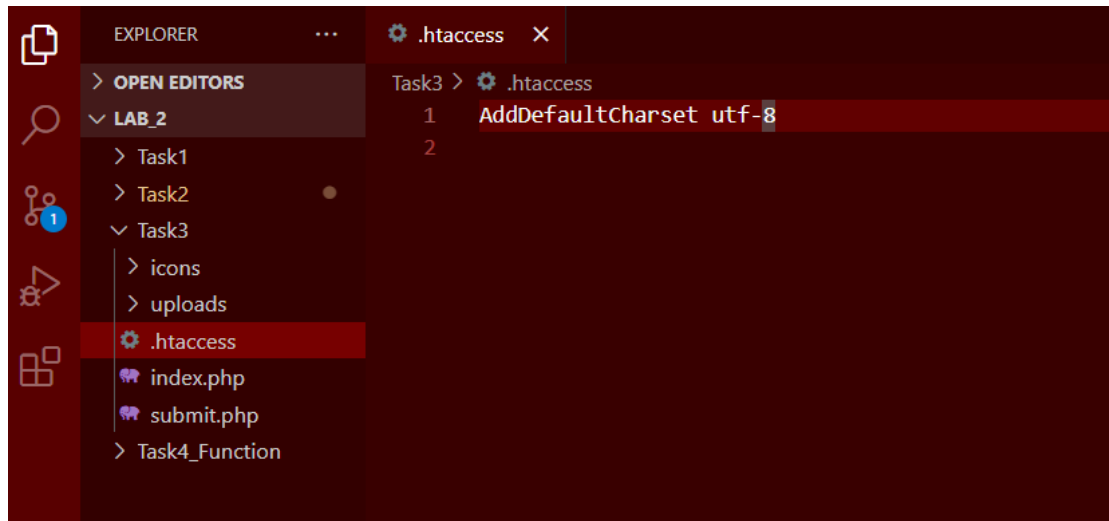 EXPLORER ...
OPEN EDITORS
LAB_2
Task1
Task2
1
Task3
icons
uploads
.htaccess
index.php
submit.php
Task4_Function
.htaccess
Task3 > .htaccess
1 AddDefaultCharset utf-8
2